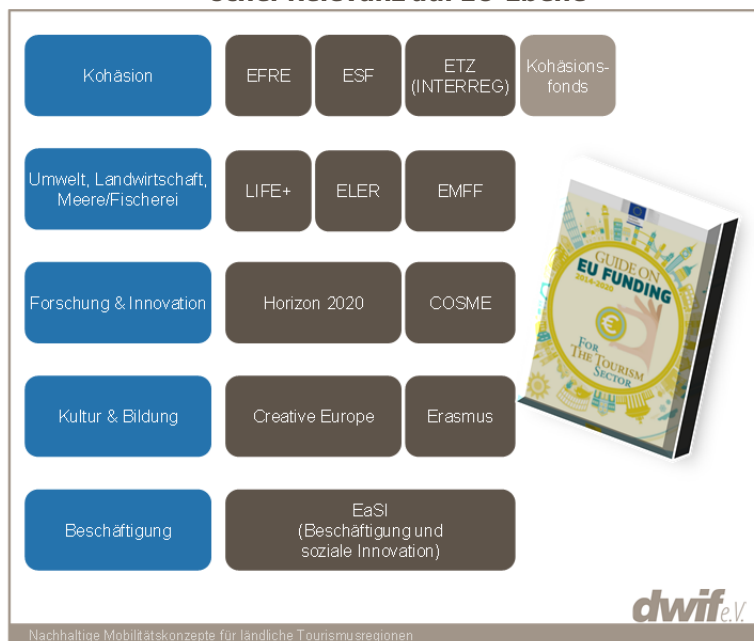 Kohäsion
EFRE
ESF
ETZ
(INTERREG)
Kohäsions-
fonds
Umwelt, Landwirtschaft,
Meere/Fischerei
LIFE+
ELER
EMFF
Forschung & Innovation
Horizon 2020
COSME
Kultur & Bildung
Creative Europe
Erasmus
Beschäftigung
EaSI
(Beschäftigung und
soziale Innovation)
GUIDE ON
EU FUNDING
2014-2020
FOR
THE TOURISM
SECTOR
dwif e.V.
Nachhaltige Mobilitätskonzepte für ländliche Tourismusregionen